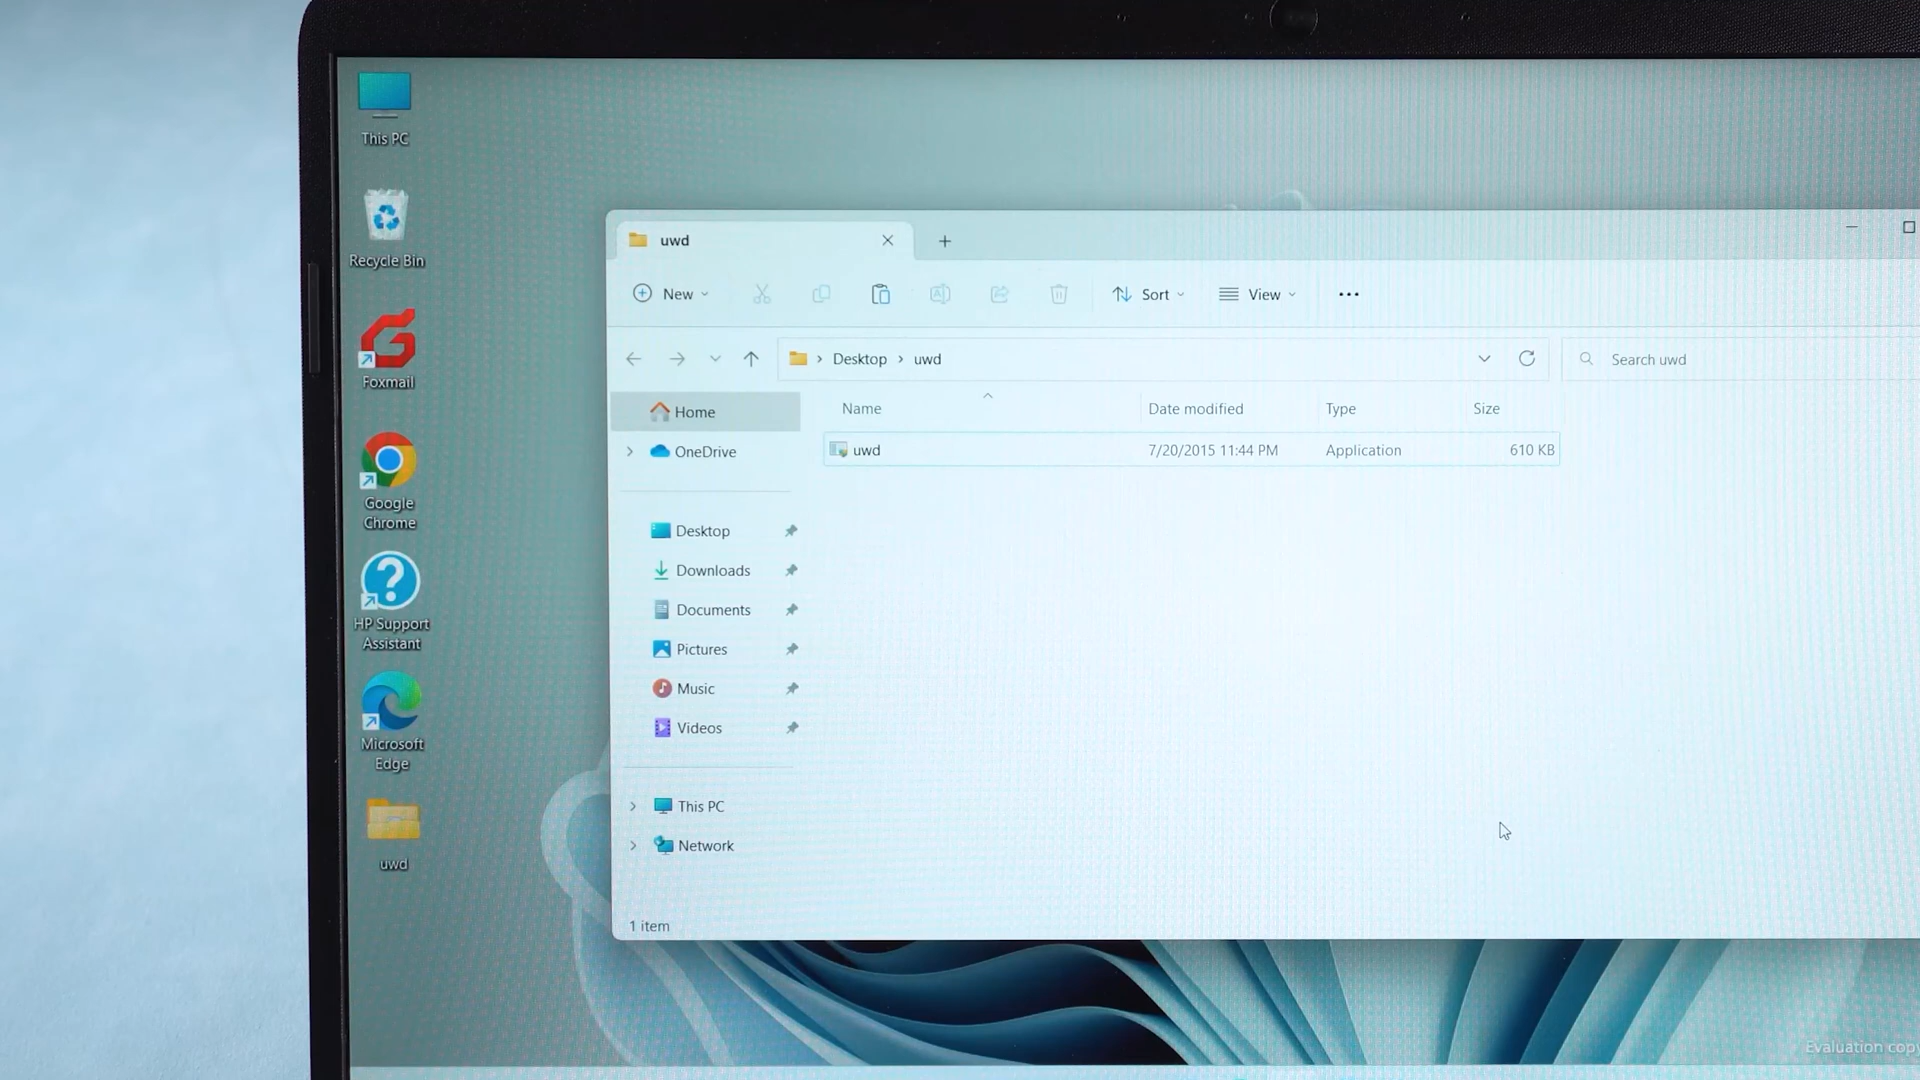 This PC
Recycle Bin
Foxmail
Google
Chrome
HP Support
Assistant
Microsoft
Edge
uwd
uwd
New
Sort
View
Desktop
uwd
Search uwd
Home
OneDrive
Desktop
Downloads
Documents
Pictures
Music
Videos
This PC
Network
Name Date modified Type Size
uwd 7/20/2015 11:44 PM Application 610 KB
1 item
Evaluation copy